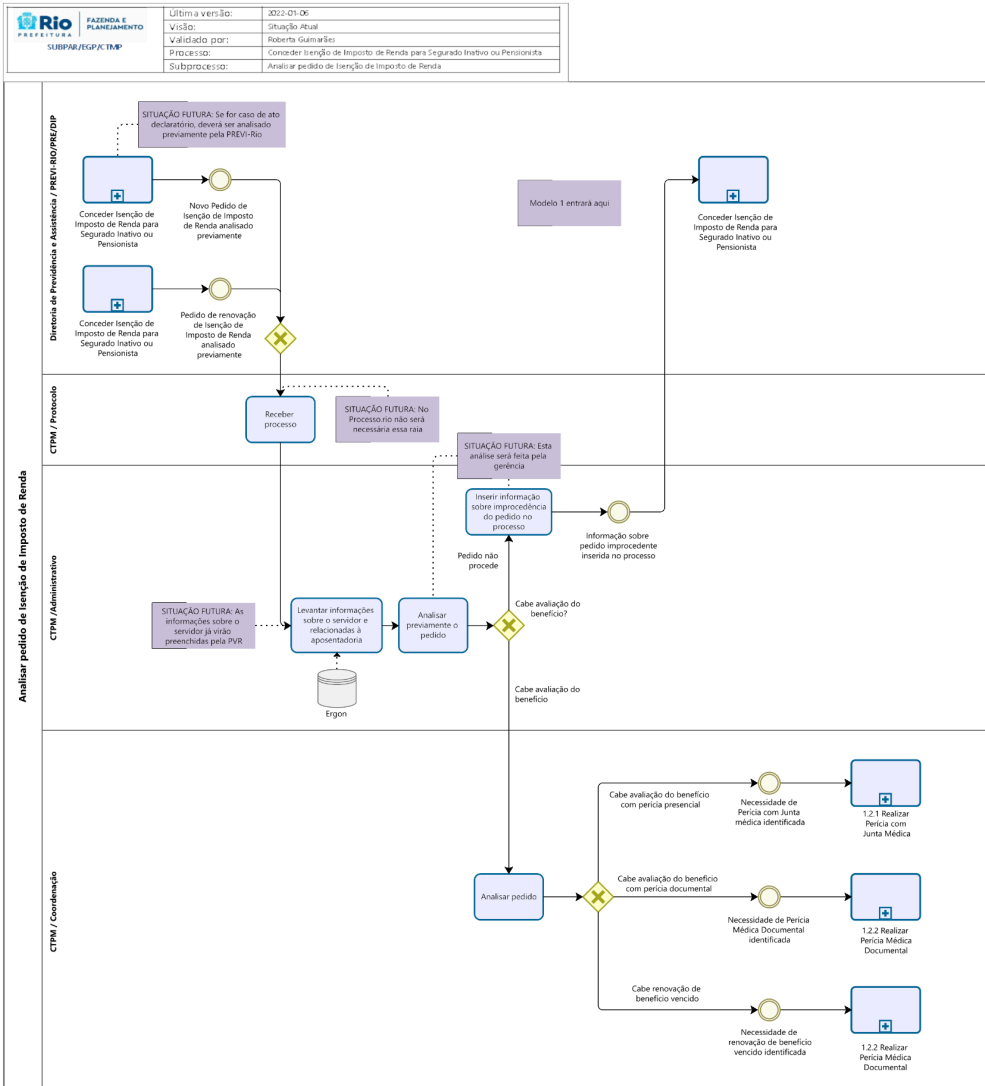 Rio
PREFEITURA
FAZENDA E
PLANEJAMENTO
SUBPAR/EGP/CTMP
Última versão: 2022-01-06
Visão: Situação Atual
Validado por: Roberta Guimarães
Processo: Conceder Isenção de Imposto de Renda para Segurado Inativo ou Pensionista
Subprocesso: Analisar pedido de Isenção de Imposto de Renda
Analisar pedido de Isenção de Imposto de Renda
Diretoria de Previdência e Assistência / PREVI-RIO/PRE/DIP
SITUAÇÃO FUTURA: Se for caso de ato
declaratório, deverá ser analisado
previamente pela PREVI-Rio
Conceder Isenção de
Imposto de Renda para
Segurado Inativo ou
Pensionista
Novo Pedido de
Isenção de Imposto
de Renda analisado
previamente
Modelo 1 entrará aqui
Conceder Isenção de
Imposto de Renda para
Segurado Inativo ou
Pensionista
Conceder Isenção de
Imposto de Renda para
Segurado Inativo ou
Pensionista
Pedido de renovação
de Isenção de
Imposto de Renda
analisado
previamente
CTPM / Protocolo
Receber
processo
SITUAÇÃO FUTURA: No
Processo.rio não será
necessária essa raia
SITUAÇÃO FUTURA: Esta
análise será feita pela
gerência
CTPM /Administrativo
Inserir informação
sobre improcedência
do pedido no
processo
Informação sobre
pedido improcedente
inserida no processo
Pedido não
procede
Cabe avaliação do
benefício?
SITUAÇÃO FUTURA: As
informações sobre o
servidor já virão
preenchidas pela PVR
Levantar informações
sobre o servidor e
relacionadas à
aposentadoria
Analisar
previamente o
pedido
Ergon
Cabe avaliação do
benefício
CTPM / Coordenação
Analisar pedido
Cabe avaliação do benefício
com perícia presencial
Necessidade de
Perícia com Junta
médica identificada
1.2.1 Realizar
Perícia com
Junta Médica
Cabe avaliação do benefício
com perícia documental
Necessidade de Perícia
Médica Documental
identificada
1.2.2 Realizar
Perícia Médica
Documental
Cabe renovação de
benefício vencido
Necessidade de
renovação de benefício
vencido identificada
1.2.2 Realizar
Perícia Médica
Documental